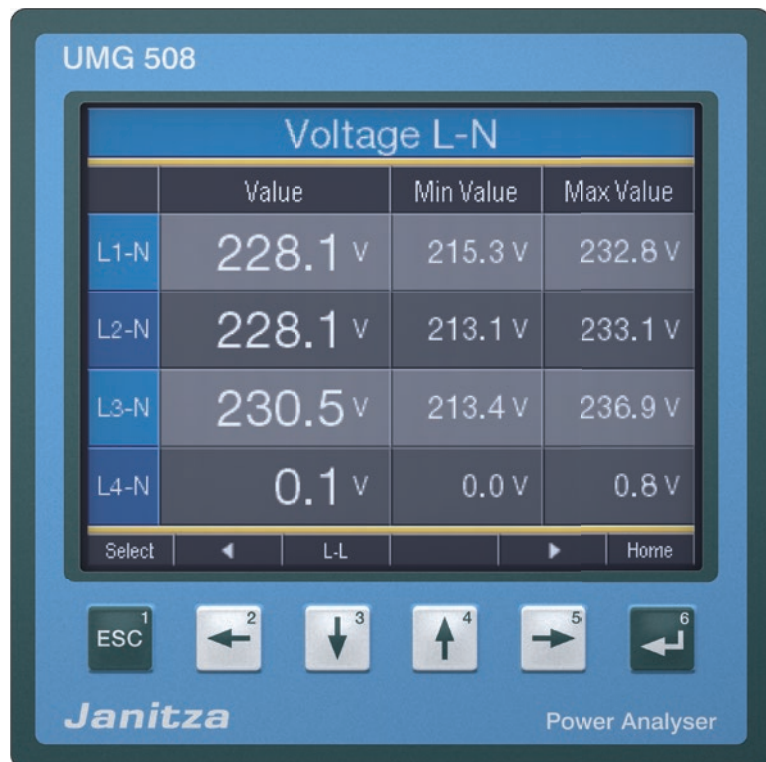 UMG 508
Voltage L-N
Value Min Value Max Value
L1-N 228.1 V 215.3 V 232.8 V
L2-N 228.1 V 213.1 V 233.1 V
L3-N 230.5 V 213.4 V 236.9 V
L4-N 0.1 V 0.0 V 0.8 V
Select L-L Home
1 2 3 4 5 6
ESC
Janitza Power Analyser